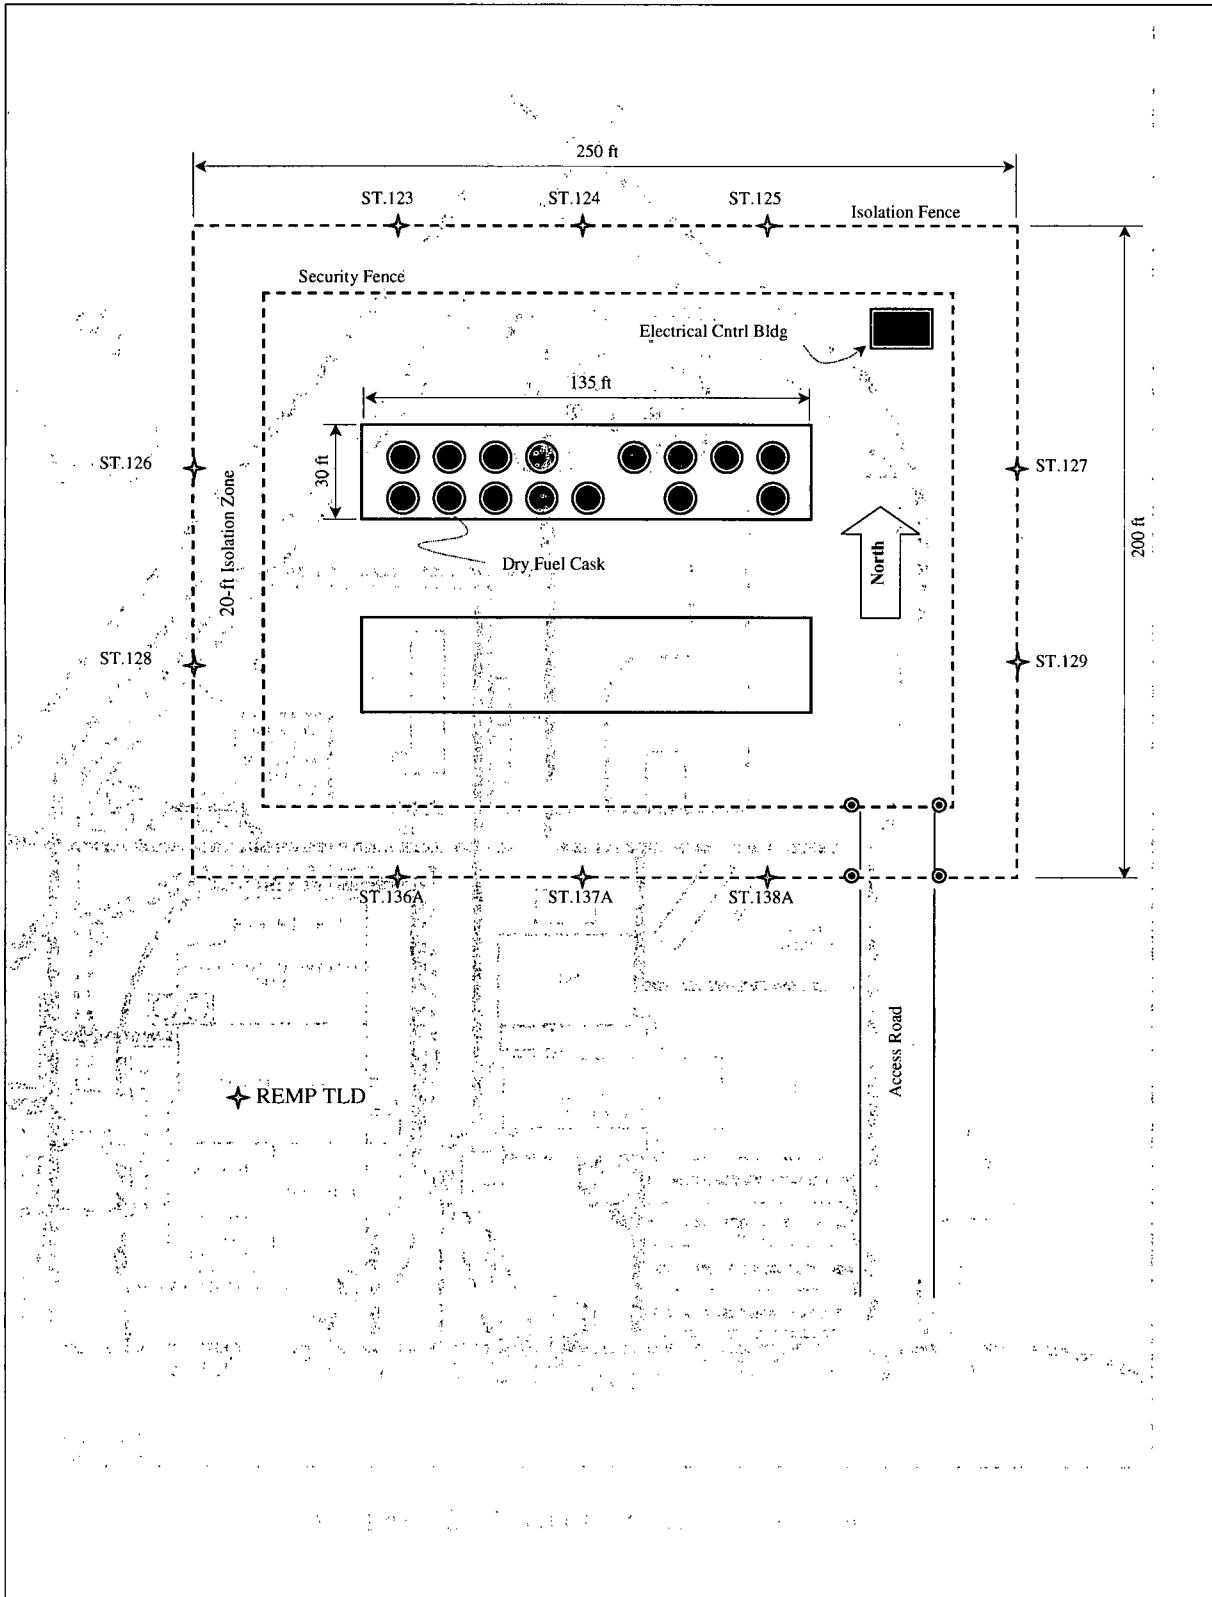 250 ft
ST.123
ST.124
ST.125
Isolation Fence
Security Fence
Electrical Cntrl Bldg
135 ft
30 ft
ST.126
ST.127
20-ft Isolation Zone
North
200 ft
Dry Fuel Cask
ST.128
ST.129
ST.136A
ST.137A
ST.138A
Access Road
REMP TLD